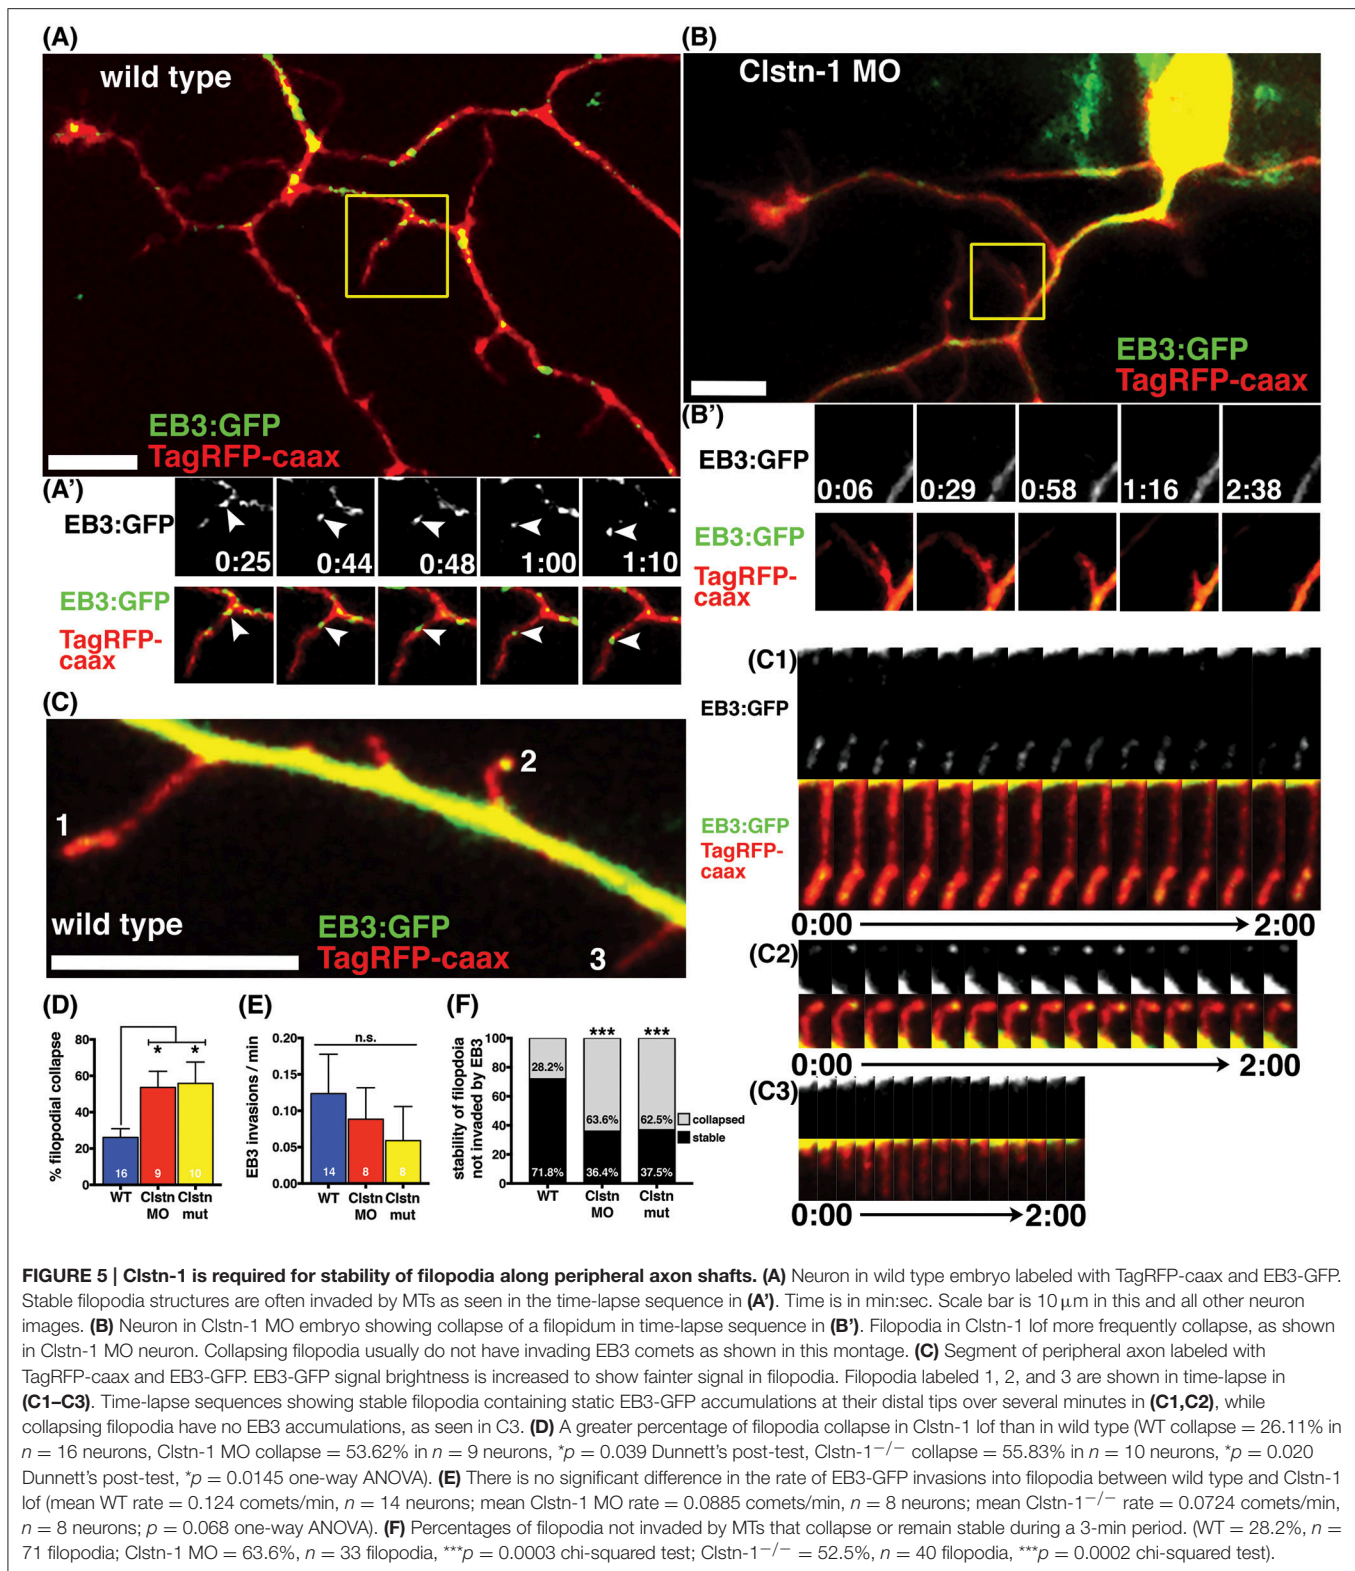 (A)
wild type
EB3:GFP
TagRFP-caax
(B)
Clstn-1 MO
EB3:GFP
TagRFP-caax
(A')
EB3:GFP
0:25 0:44 0:48 1:00 1:10
EB3:GFP
TagRFP-
caax
(B')
EB3:GFP
0:06 0:29 0:58 1:16 2:38
EB3:GFP
TagRFP-
caax
(C)
1
2
3
wild type
EB3:GFP
TagRFP-caax
(C1)
EB3:GFP
EB3:GFP
TagRFP-
caax
0:00 2:00
(C2)
0:00 2:00
(C3)
0:00 2:00
(D)
% filopodial collapse
80
60
40
20
0
* *
16 9 10
WT Clstn MO Clstn mut
(E)
EB3 invasions / min
0.20
0.15
0.10
0.05
0.00
n.s.
14 8 8
WT Clstn MO Clstn mut
(F)
stability of filopdoia
not invaded by EB3
100
80
60
40
20
0
*** ***
28.2% 63.6% 62.5%
71.8% 36.4% 37.5%
WT Clstn MO Clstn mut
collapsed
stable
FIGURE 5 | Clstn-1 is required for stability of filopodia along peripheral axon shafts. (A) Neuron in wild type embryo labeled with TagRFP-caax and EB3-GFP.
Stable filopodia structures are often invaded by MTs as seen in the time-lapse sequence in (A'). Time is in min:sec. Scale bar is 10 μm in this and all other neuron
images. (B) Neuron in Clstn-1 MO embryo showing collapse of a filopidum in time-lapse sequence in (B'). Filopodia in Clstn-1 lof more frequently collapse, as shown
in Clstn-1 MO neuron. Collapsing filopodia usually do not have invading EB3 comets as shown in this montage. (C) Segment of peripheral axon labeled with
TagRFP-caax and EB3-GFP. EB3-GFP signal brightness is increased to show fainter signal in filopodia. Filopodia labeled 1, 2, and 3 are shown in time-lapse in
(C1–C3). Time-lapse sequences showing stable filopodia containing static EB3-GFP accumulations at their distal tips over several minutes in (C1,C2), while
collapsing filopodia have no EB3 accumulations, as seen in C3. (D) A greater percentage of filopodia collapse in Clstn-1 lof than in wild type (WT collapse = 26.11% in
n = 16 neurons, Clstn-1 MO collapse = 53.62% in n = 9 neurons, *p = 0.039 Dunnett's post-test, Clstn-1−/− collapse = 55.83% in n = 10 neurons, *p = 0.020
Dunnett's post-test, *p = 0.0145 one-way ANOVA). (E) There is no significant difference in the rate of EB3-GFP invasions into filopodia between wild type and Clstn-1
lof (mean WT rate = 0.124 comets/min, n = 14 neurons; mean Clstn-1 MO rate = 0.0885 comets/min, n = 8 neurons; mean Clstn-1−/− rate = 0.0724 comets/min,
n = 8 neurons; p = 0.068 one-way ANOVA). (F) Percentages of filopodia not invaded by MTs that collapse or remain stable during a 3-min period. (WT = 28.2%, n =
71 filopodia; Clstn-1 MO = 63.6%, n = 33 filopodia, ***p = 0.0003 chi-squared test; Clstn-1−/− = 52.5%, n = 40 filopodia, ***p = 0.0002 chi-squared test).